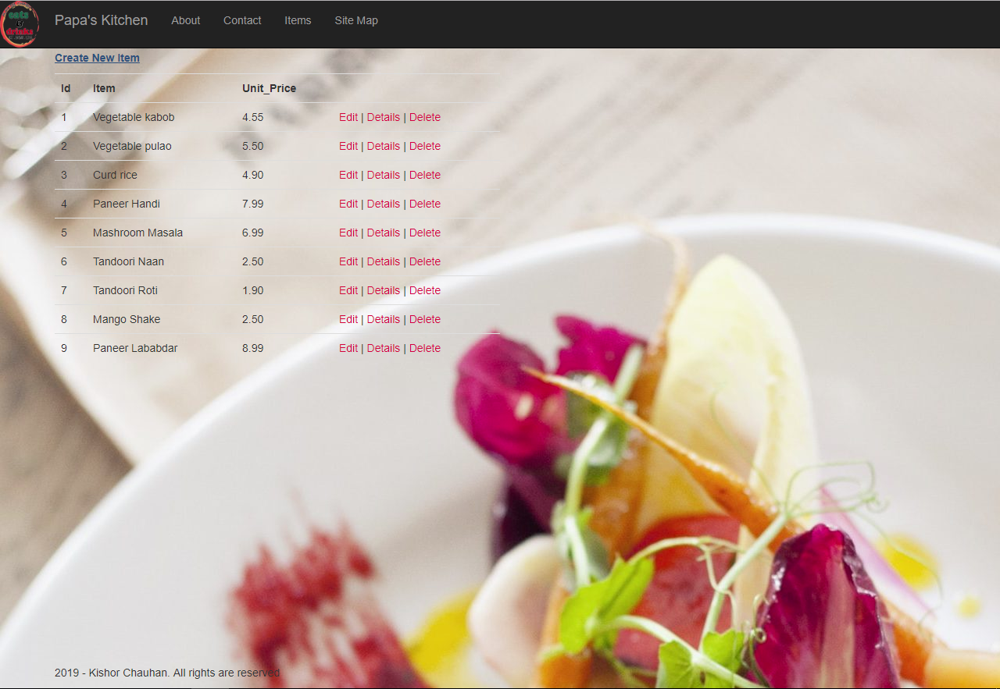 eats
&
drinks
Papa's Kitchen About Contact Items Site Map
Create New Item
Id Item Unit_Price
1 Vegetable kabob 4.55 Edit | Details | Delete
2 Vegetable pulao 5.50 Edit | Details | Delete
3 Curd rice 4.90 Edit | Details | Delete
4 Paneer Handi 7.99 Edit | Details | Delete
5 Mashroom Masala 6.99 Edit | Details | Delete
6 Tandoori Naan 2.50 Edit | Details | Delete
7 Tandoori Roti 1.90 Edit | Details | Delete
8 Mango Shake 2.50 Edit | Details | Delete
9 Paneer Lababdar 8.99 Edit | Details | Delete
2019 - Kishor Chauhan. All rights are reserved